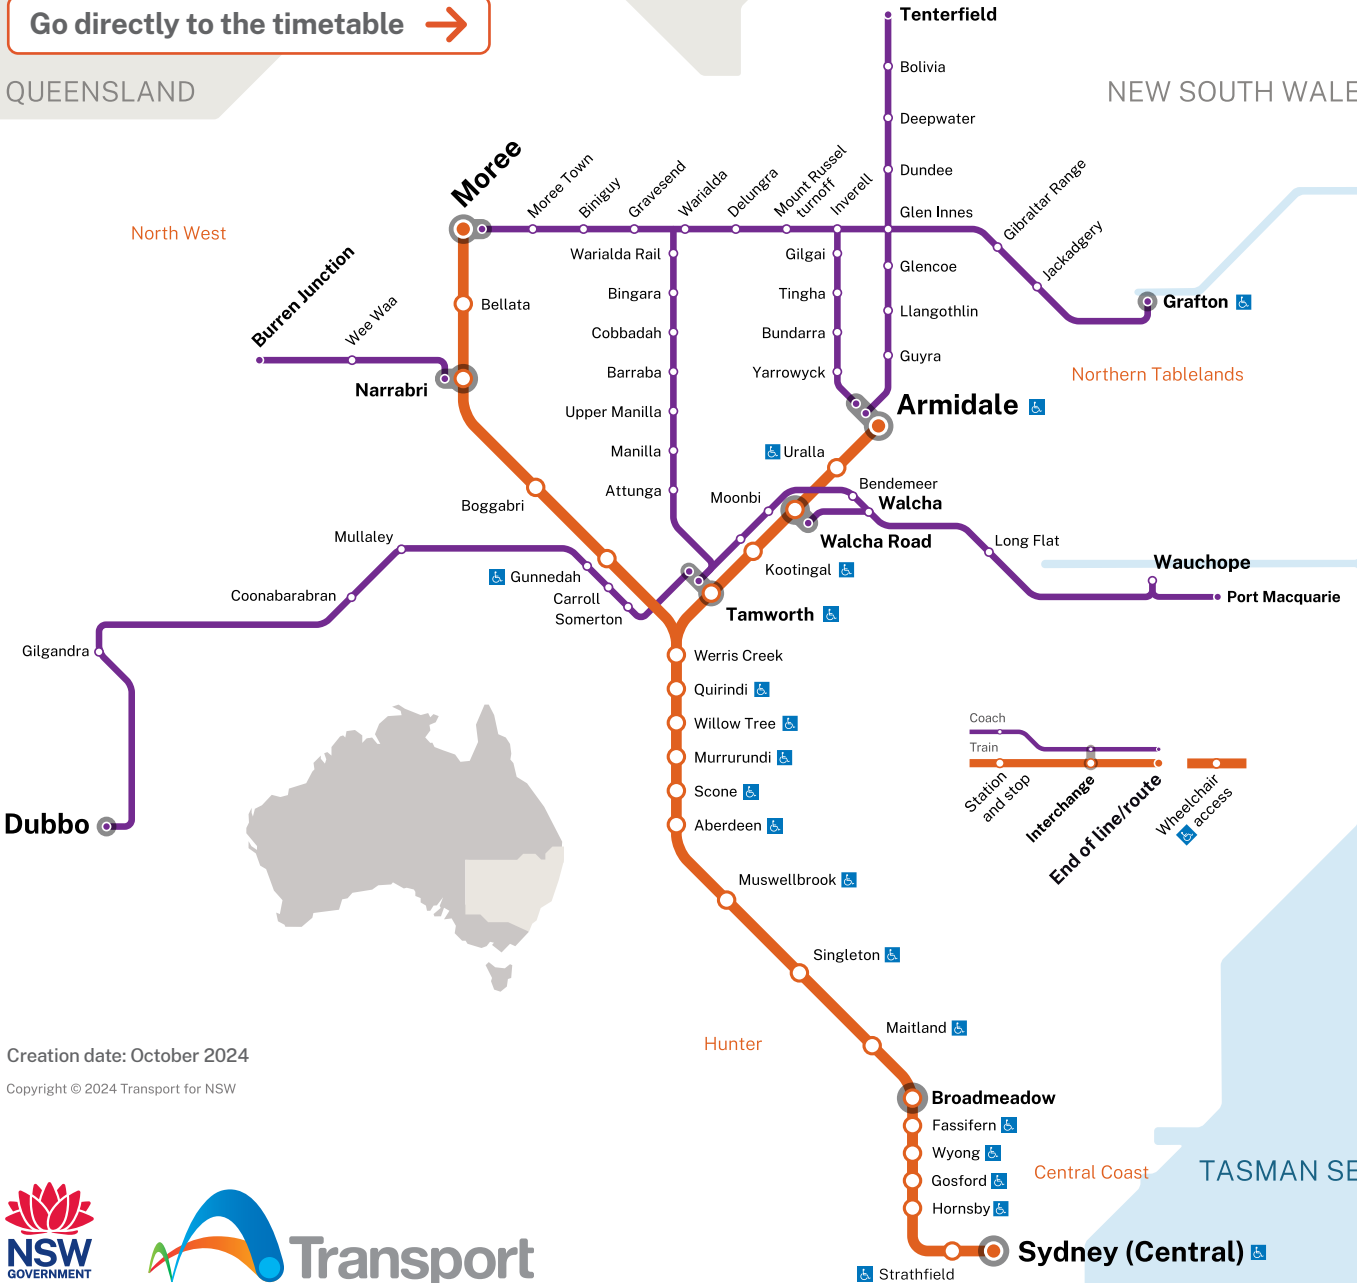 Go directly to the timetable
QUEENSLAND
NEW SOUTH WALE
Tenterfield
Bolivia
Deepwater
Dundee
Glen Innes
Moree
Moree Town
Biniguy
Gravesend
Warialda
Delungra
Mount Russel
turnoff
Inverell
Gibraltar Range
Jackadgery
Grafton
North West
Burren Junction
Wee Waa
Bellata
Narrabri
Warialda Rail
Bingara
Cobbadah
Barraba
Upper Manilla
Manilla
Attunga
Gilgai
Tingha
Bundarra
Yarrowyck
Glencoe
Llangothlin
Guyra
Northern Tablelands
Armidale
Uralla
Boggabri
Moonbi
Bendemeer
Walcha
Walcha Road
Long Flat
Wauchope
Port Macquarie
Mullaley
Coonabarabran
Gilgandra
Dubbo
Gunnedah
Carroll
Somerton
Kootingal
Tamworth
Werris Creek
Quirindi
Willow Tree
Murrurundi
Scone
Aberdeen
Muswellbrook
Singleton
Maitland
Coach
Train
Station
and stop
Interchange
End of line/route
Wheelchair
access
Hunter
Broadmeadow
Fassifern
Wyong
Gosford
Hornsby
Central Coast
TASMAN SE
Sydney (Central)
Strathfield
Creation date: October 2024
Copyright © 2024 Transport for NSW
NSW
GOVERNMENT
Transport